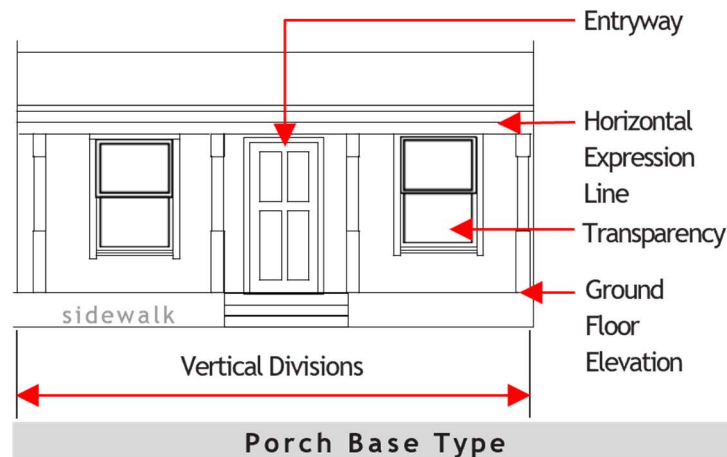 Entryway
Horizontal
Expression
Line
Transparency
Ground
Floor
Elevation
sidewalk
Vertical Divisions
Porch Base Type